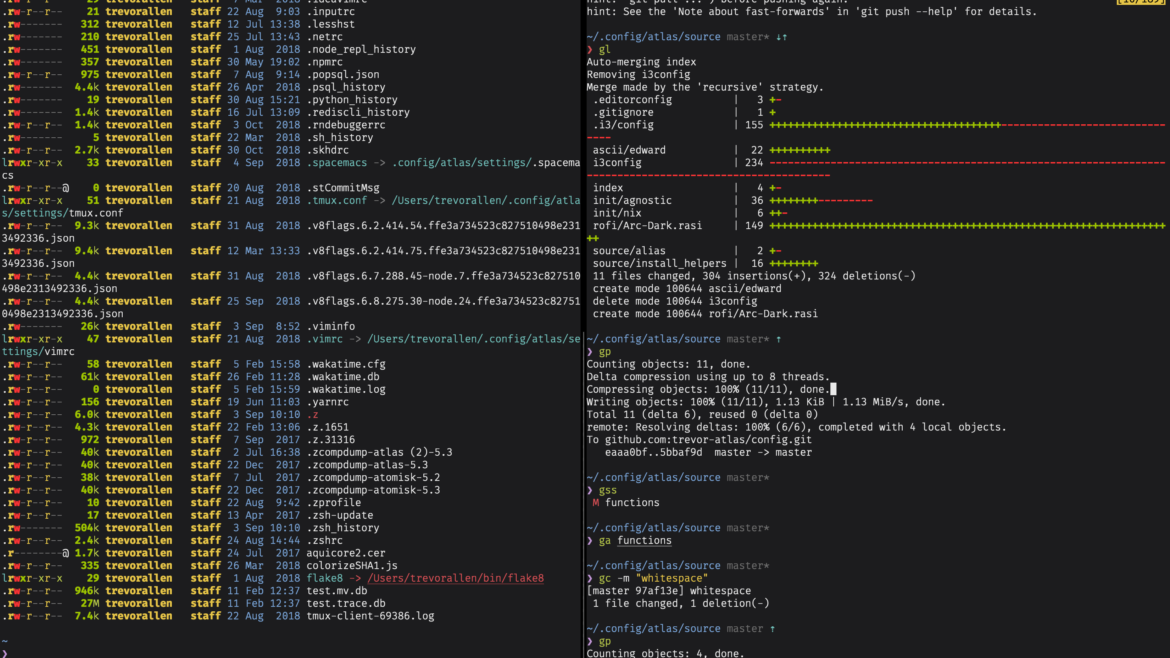 .rw-r--r-- 21 trevorallen staff 22 Aug 9:03 .inputrc
.rw------- 312 trevorallen staff 12 Jul 13:38 .lesshst
.rw------- 210 trevorallen staff 25 Jul 13:43 .netrc
.rw------- 451 trevorallen staff 1 Aug 2018 .node_repl_history
.rw------- 357 trevorallen staff 30 May 19:02 .npmrc
.rw-r--r-- 975 trevorallen staff 7 Aug 9:14 .popsql.json
.rw------- 4.4k trevorallen staff 26 Apr 2018 .psql_history
.rw------- 19 trevorallen staff 30 Aug 15:21 .python_history
.rw------- 1.4k trevorallen staff 16 Jul 13:09 .rediscli_history
.rw-r--r-- 1.4k trevorallen staff 3 Oct 2018 .rndebuggerrc
.rw------- 5 trevorallen staff 22 Mar 2018 .sh_history
.rw-r--r-- 2.7k trevorallen staff 30 Oct 2018 .skhdrc
lrwxr-xr-x 33 trevorallen staff 4 Sep 2018 .spacemacs -> .config/atlas/settings/.spacema
cs
.rw-r--r--@ 0 trevorallen staff 20 Aug 2018 .stCommitMsg
lrwxr-xr-x 51 trevorallen staff 21 Aug 2018 .tmux.conf -> /Users/trevorallen/.config/atla
s/settings/tmux.conf
.rw-r--r-- 9.3k trevorallen staff 31 Aug 2018 .v8flags.6.2.414.54.ffe3a734523c827510498e231
3492336.json
.rw-r--r-- 9.4k trevorallen staff 12 Mar 13:33 .v8flags.6.2.414.75.ffe3a734523c827510498e231
3492336.json
.rw-r--r-- 4.4k trevorallen staff 31 Aug 2018 .v8flags.6.7.288.45-node.7.ffe3a734523c827510
498e2313492336.json
.rw-r--r-- 4.4k trevorallen staff 25 Sep 2018 .v8flags.6.8.275.30-node.24.ffe3a734523c82751
0498e2313492336.json
.rw------- 26k trevorallen staff 3 Sep 8:52 .viminfo
lrwxr-xr-x 47 trevorallen staff 21 Aug 2018 .vimrc -> /Users/trevorallen/.config/atlas/se
ttings/vimrc
.rw-r--r-- 58 trevorallen staff 5 Feb 15:58 .wakatime.cfg
.rw-r--r-- 61k trevorallen staff 26 Feb 11:28 .wakatime.db
.rw-r--r-- 0 trevorallen staff 5 Feb 15:59 .wakatime.log
.rw-r--r-- 156 trevorallen staff 19 Jun 11:03 .yarnrc
.rw-r--r-- 6.0k trevorallen staff 3 Sep 10:10 .z
.rw-r--r-- 4.3k trevorallen staff 22 Feb 13:06 .z.1651
.rw-r--r-- 972 trevorallen staff 7 Sep 2017 .z.31316
.rw-r--r-- 40k trevorallen staff 2 Jul 16:38 .zcompdump-atlas (2)-5.3
.rw-r--r-- 40k trevorallen staff 22 Dec 2017 .zcompdump-atlas-5.3
.rw-r--r-- 38k trevorallen staff 7 Jul 2017 .zcompdump-atomisk-5.2
.rw-r--r-- 40k trevorallen staff 22 Dec 2017 .zcompdump-atomisk-5.3
.rw-r--r-- 10 trevorallen staff 22 Aug 9:42 .zprofile
.rw-r--r-- 17 trevorallen staff 13 Apr 2017 .zsh-update
.rw------- 504k trevorallen staff 3 Sep 10:10 .zsh_history
.rw-r--r-- 2.4k trevorallen staff 24 Aug 14:44 .zshrc
.r--------@ 1.7k trevorallen staff 24 Jul 2017 aquicore2.cer
.rw-r--r-- 335 trevorallen staff 26 Mar 2018 colorizeSHA1.js
lrwxr-xr-x 29 trevorallen staff 1 Aug 2018 flake8 -> /Users/trevorallen/bin/flake8
.rw-r--r-- 946k trevorallen staff 11 Feb 12:37 test.mv.db
.rw-r--r-- 27M trevorallen staff 11 Feb 12:37 test.trace.db
.rw-r--r-- 7.4k trevorallen staff 22 Aug 2018 tmux-client-69386.log
~
❯
hint: See the 'Note about fast-forwards' in 'git push --help' for details.
~/.config/atlas/source master* ↓↑
❯ gl
Auto-merging index
Removing i3config
Merge made by the 'recursive' strategy.
.editorconfig | 3 +-
.gitignore | 1 +
.i3/config | 155
ascii/edward | 22 ++++++++++
i3config | 234
index | 4 +-
init/agnostic | 36
init/nix | 6 ++-
rofi/Arc-Dark.rasi | 149
++
source/alias | 2 +-
source/install_helpers | 16 ++++++++
11 files changed, 304 insertions(+), 324 deletions(-)
create mode 100644 ascii/edward
delete mode 100644 i3config
create mode 100644 rofi/Arc-Dark.rasi
~/.config/atlas/source master* ↑
❯ gp
Counting objects: 11, done.
Delta compression using up to 8 threads.
Compressing objects: 100% (11/11), done.
Writing objects: 100% (11/11), 1.13 KiB | 1.13 MiB/s, done.
Total 11 (delta 6), reused 0 (delta 0)
remote: Resolving deltas: 100% (6/6), completed with 4 local objects.
To github.com:trevor-atlas/config.git
eaaa0bf..5bbaf9d master -> master
~/.config/atlas/source master*
❯ gss
M functions
~/.config/atlas/source master*
❯ ga functions
~/.config/atlas/source master*
❯ gc -m "whitespace"
[master 97af13e] whitespace
1 file changed, 1 deletion(-)
~/.config/atlas/source master ↑
❯ gp
Counting objects: 4, done.